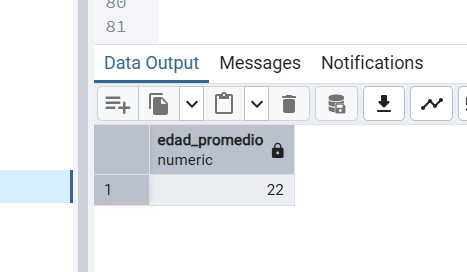 80
81
Data Output Messages Notifications
edad_promedio
numeric
1 22